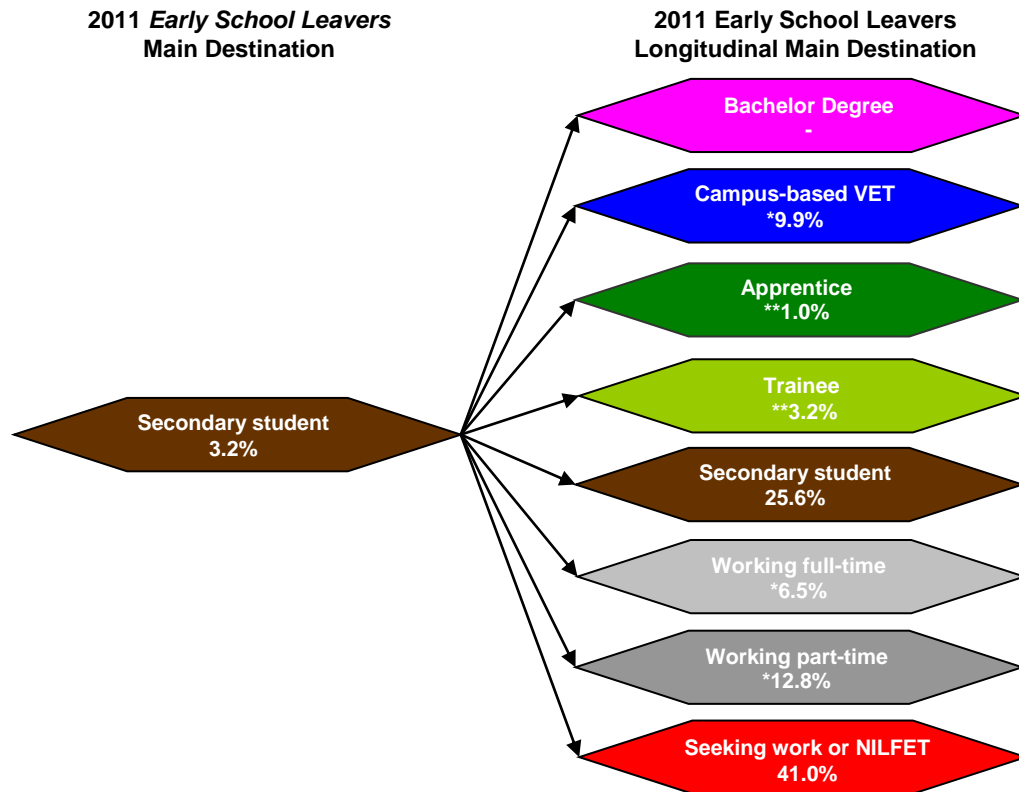 2011 Early School Leavers
Main Destination
2011 Early School Leavers
Longitudinal Main Destination
Bachelor Degree
-
Campus-based VET
*9.9%
Apprentice
**1.0%
Trainee
**3.2%
Secondary student
3.2%
Secondary student
25.6%
Working full-time
*6.5%
Working part-time
*12.8%
Seeking work or NILFET
41.0%